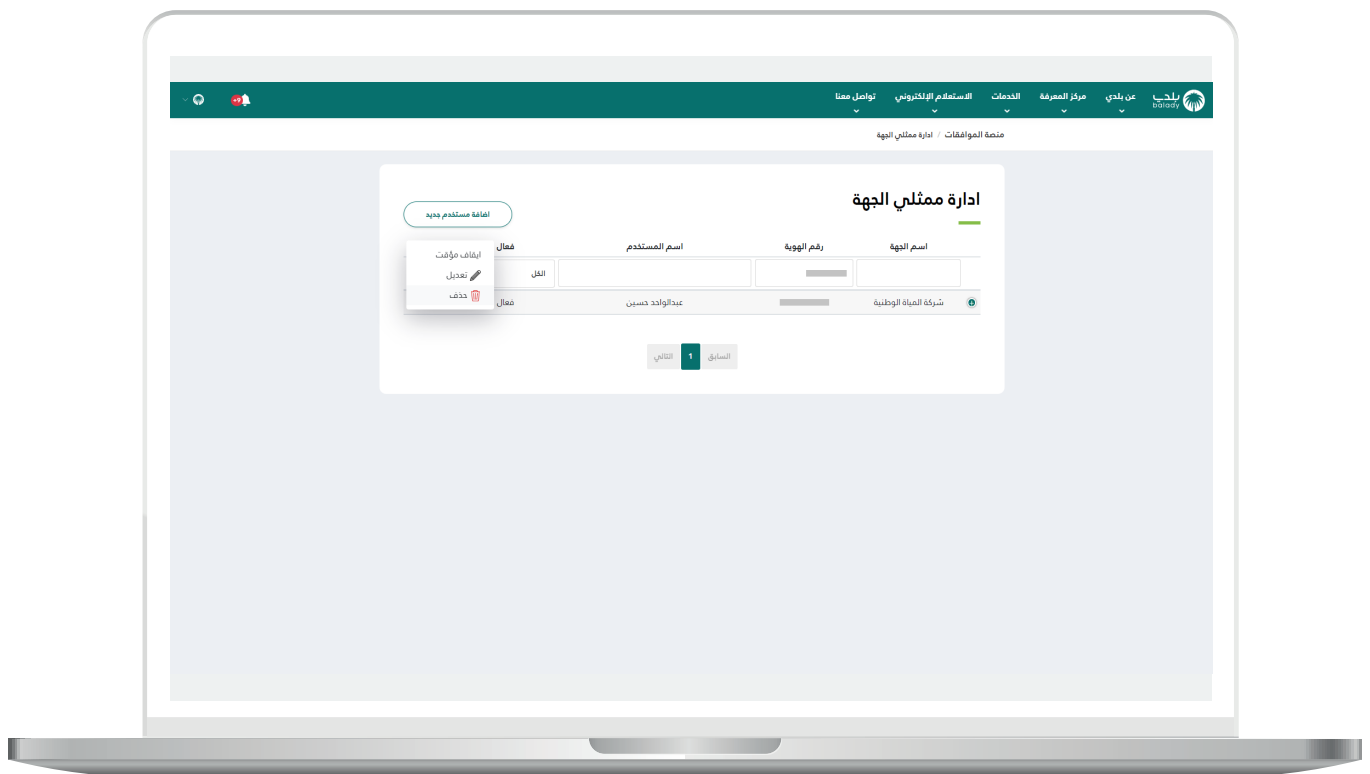 بلدي balady
عن بلدي مركز المعرفة الخدمات الاستعلام الإلكتروني تواصل معنا +9
منصة الموافقات / ادارة ممثلي الجهة
ادارة ممثلي الجهة
اضافة مستخدم جديد
اسم الجهة رقم الهوية اسم المستخدم فعال
الكل
شركة المياة الوطنية عبدالواحد حسين فعال
ايقاف مؤقت
تعديل
حذف
السابق 1 التالي